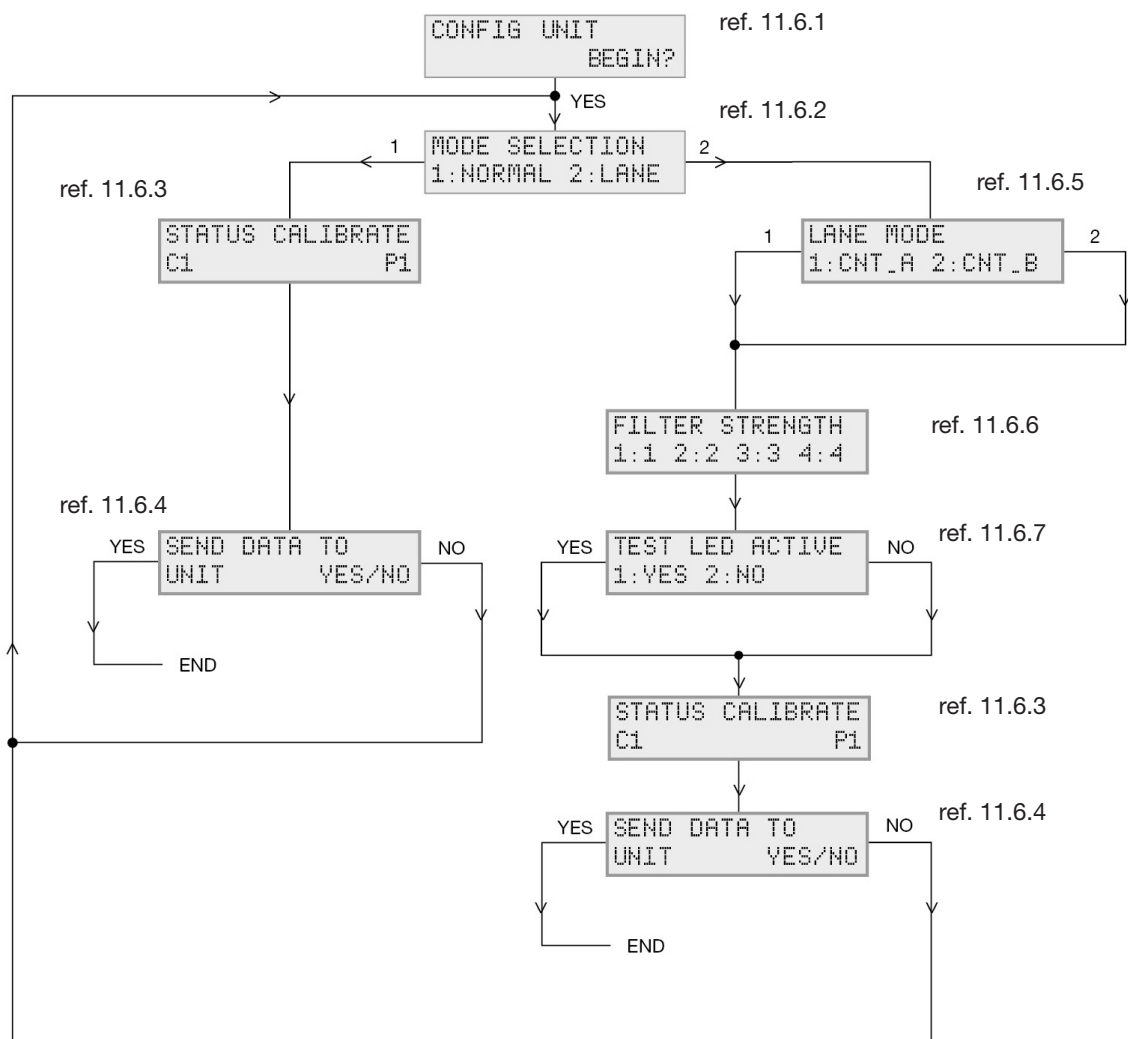 CONFIG UNIT
BEGIN?
ref. 11.6.1
YES
ref. 11.6.2
1
MODE SELECTION
1:NORMAL 2:LANE
2
ref. 11.6.3
STATUS CALIBRATE
C1 P1
ref. 11.6.5
1
LANE MODE
1:CNT_A 2:CNT_B
2
FILTER STRENGTH
1:1 2:2 3:3 4:4
ref. 11.6.6
ref. 11.6.4
YES
SEND DATA TO
UNIT YES/NO
NO
END
YES
TEST LED ACTIVE
1:YES 2:NO
NO
ref. 11.6.7
STATUS CALIBRATE
C1 P1
ref. 11.6.3
YES
SEND DATA TO
UNIT YES/NO
NO
ref. 11.6.4
END